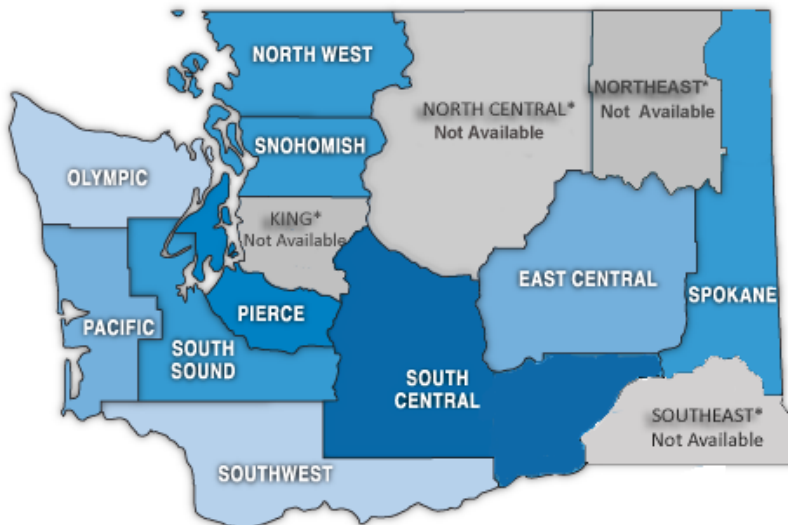 NORTH WEST
NORTHEAST*
Not Available
NORTH CENTRAL*
Not Available
SNOHOMISH
OLYMPIC
KING*
Not Available
EAST CENTRAL
SPOKANE
PIERCE
PACIFIC
SOUTH
SOUND
SOUTH
CENTRAL
SOUTHEAST*
Not Available
SOUTHWEST